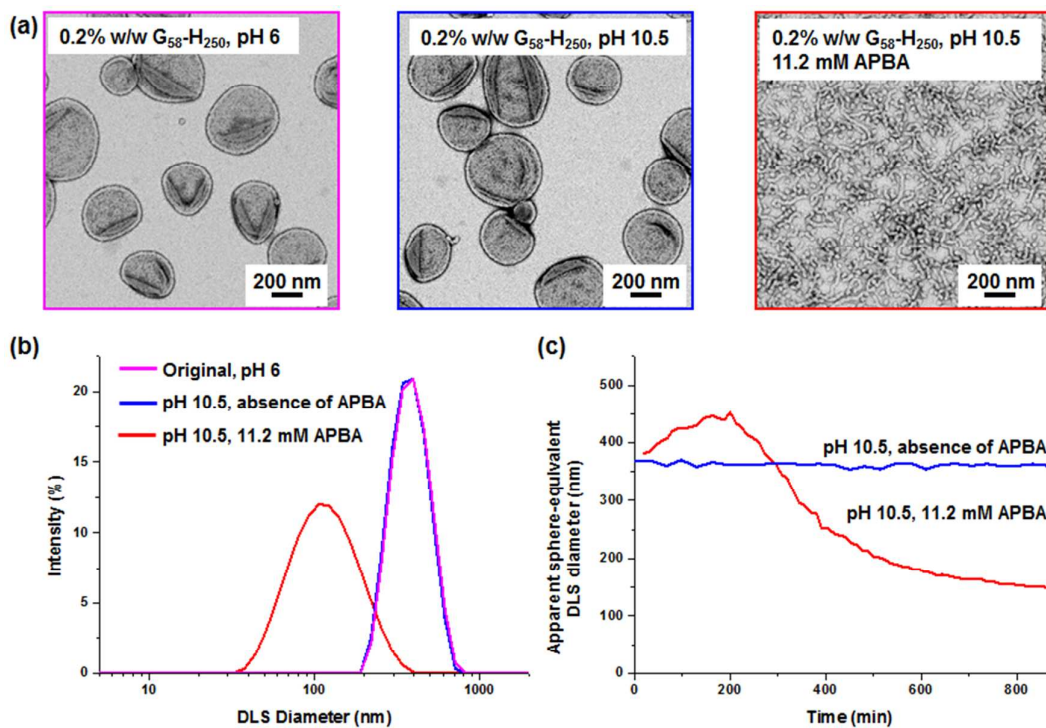 (a)
0.2% w/w G₅₈-H₂₅₀, pH 6
200 nm
0.2% w/w G₅₈-H₂₅₀, pH 10.5
200 nm
0.2% w/w G₅₈-H₂₅₀, pH 10.5
11.2 mM APBA
200 nm
(b)
Original, pH 6
pH 10.5, absence of APBA
pH 10.5, 11.2 mM APBA
Intensity (%)
20
15
10
5
0
10
100
1000
DLS Diameter (nm)
(c)
Apparent sphere-equivalent
DLS diameter (nm)
500
400
300
200
100
0
pH 10.5, absence of APBA
pH 10.5, 11.2 mM APBA
0
200
400
600
800
Time (min)